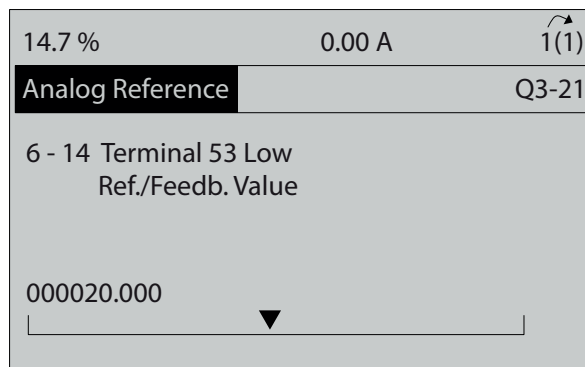 14.7 % 0.00 A 1(1)
Analog Reference Q3-21
6 - 14 Terminal 53 Low
Ref./Feedb. Value
000020.000